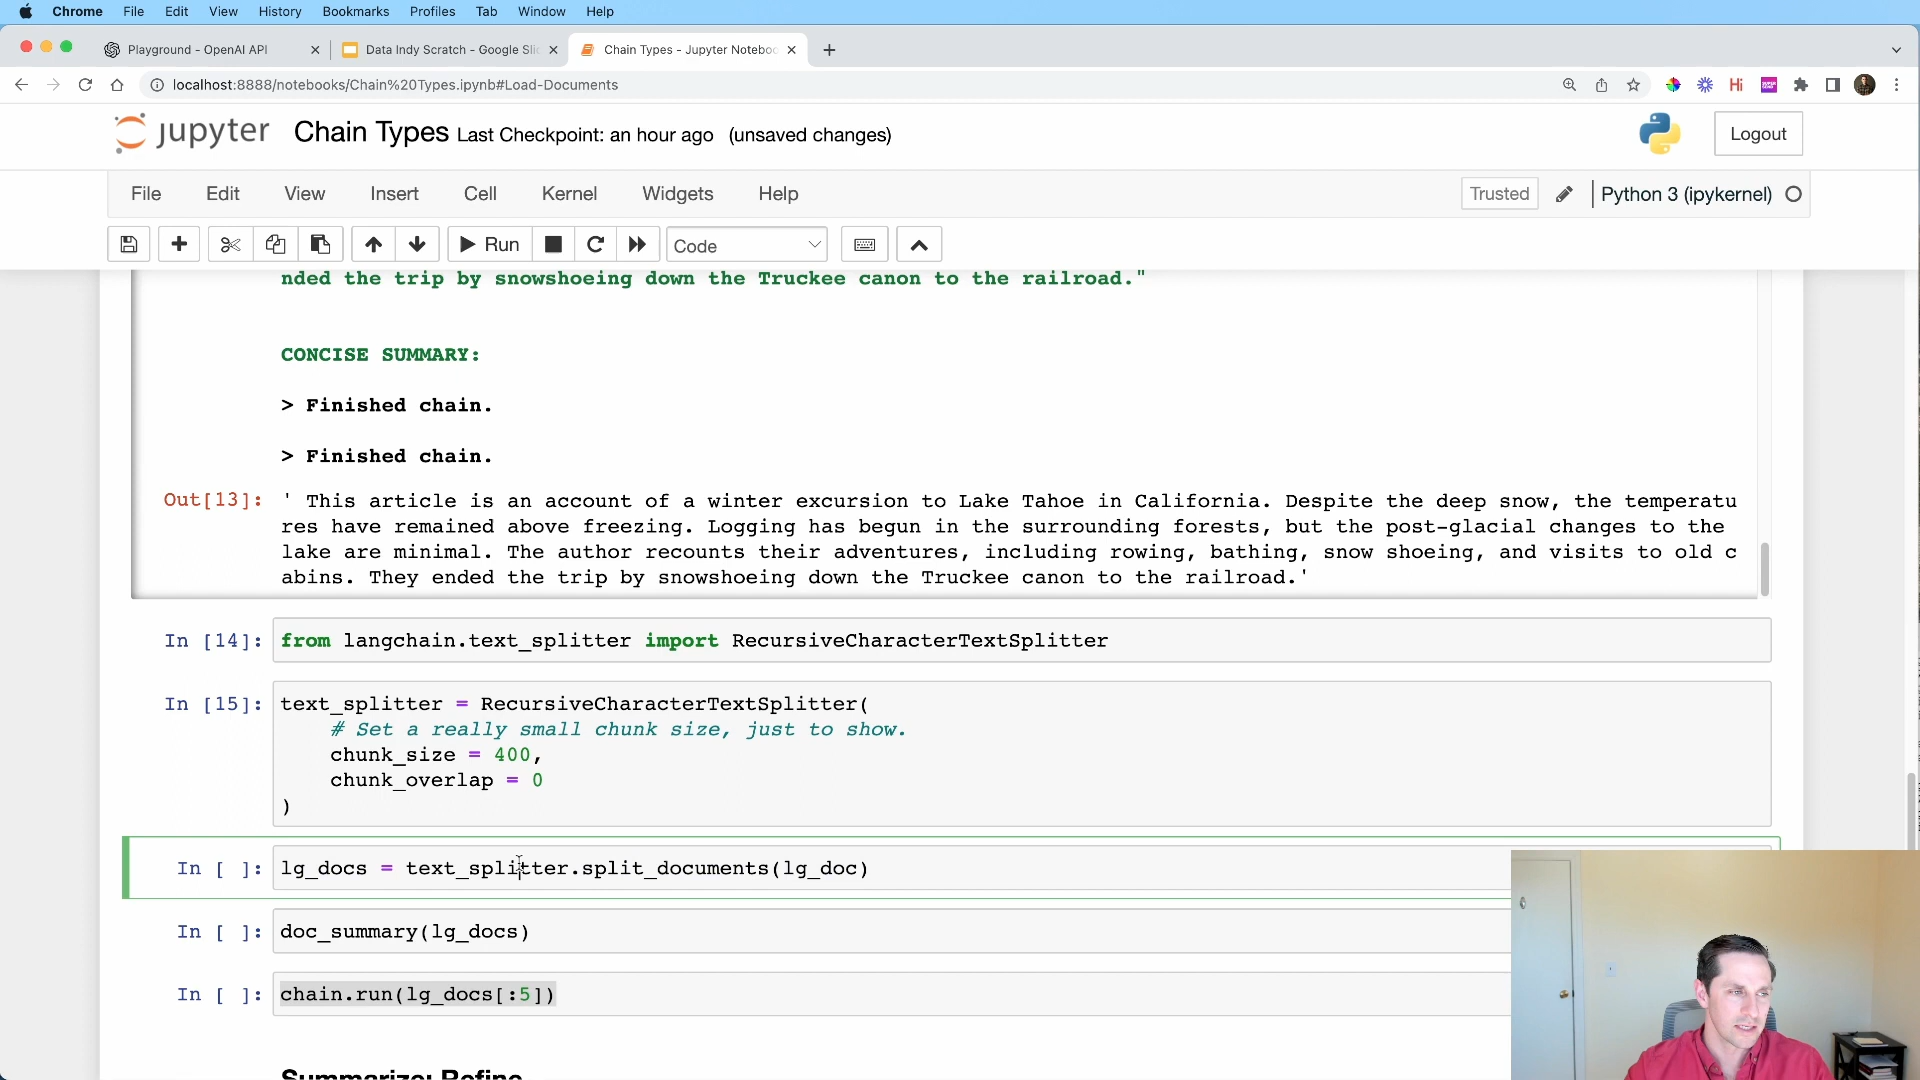 Chrome File Edit View History Bookmarks Profiles Tab Window Help
Playground - OpenAI API Data Indy Scratch - Google Sli Chain Types - Jupyter Noteboo
localhost:8888/notebooks/Chain%20Types.ipynb#Load-Documents
Hi
jupyter Chain Types Last Checkpoint: an hour ago (unsaved changes) Logout
File Edit View Insert Cell Kernel Widgets Help Trusted Python 3 (ipykernel)
Run Code
nded the trip by snowshoeing down the Truckee canon to the railroad."
CONCISE SUMMARY:
> Finished chain.
> Finished chain.
Out[13]: ' This article is an account of a winter excursion to Lake Tahoe in California. Despite the deep snow, the temperatu
res have remained above freezing. Logging has begun in the surrounding forests, but the post-glacial changes to the
lake are minimal. The author recounts their adventures, including rowing, bathing, snow shoeing, and visits to old c
abins. They ended the trip by snowshoeing down the Truckee canon to the railroad.'
In [14]: from langchain.text_splitter import RecursiveCharacterTextSplitter
In [15]: text_splitter = RecursiveCharacterTextSplitter(
# Set a really small chunk size, just to show.
chunk_size = 400,
chunk_overlap = 0
)
In [ ]: lg_docs = text_splitter.split_documents(lg_doc)
In [ ]: doc_summary(lg_docs)
In [ ]: chain.run(lg_docs[:5])
Summarize: Refine